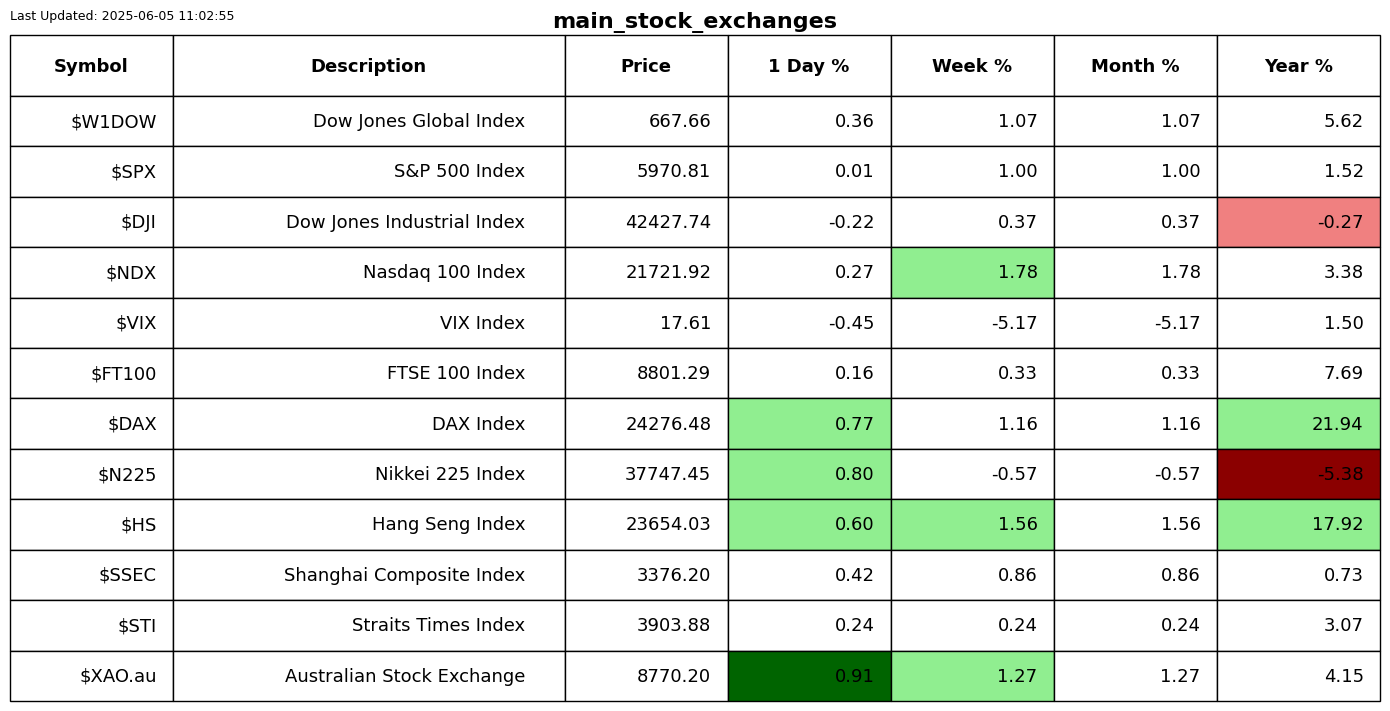 Last Updated: 2025-06-05 11:02:55
main_stock_exchanges
Symbol Description Price 1 Day % Week % Month % Year %
$W1DOW Dow Jones Global Index 667.66 0.36 1.07 1.07 5.62
$SPX S&P 500 Index 5970.81 0.01 1.00 1.00 1.52
$DJI Dow Jones Industrial Index 42427.74 -0.22 0.37 0.37 -0.27
$NDX Nasdaq 100 Index 21721.92 0.27 1.78 1.78 3.38
$VIX VIX Index 17.61 -0.45 -5.17 -5.17 1.50
$FT100 FTSE 100 Index 8801.29 0.16 0.33 0.33 7.69
$DAX DAX Index 24276.48 0.77 1.16 1.16 21.94
$N225 Nikkei 225 Index 37747.45 0.80 -0.57 -0.57 -5.38
$HS Hang Seng Index 23654.03 0.60 1.56 1.56 17.92
$SSEC Shanghai Composite Index 3376.20 0.42 0.86 0.86 0.73
$STI Straits Times Index 3903.88 0.24 0.24 0.24 3.07
$XAO.au Australian Stock Exchange 8770.20 0.91 1.27 1.27 4.15